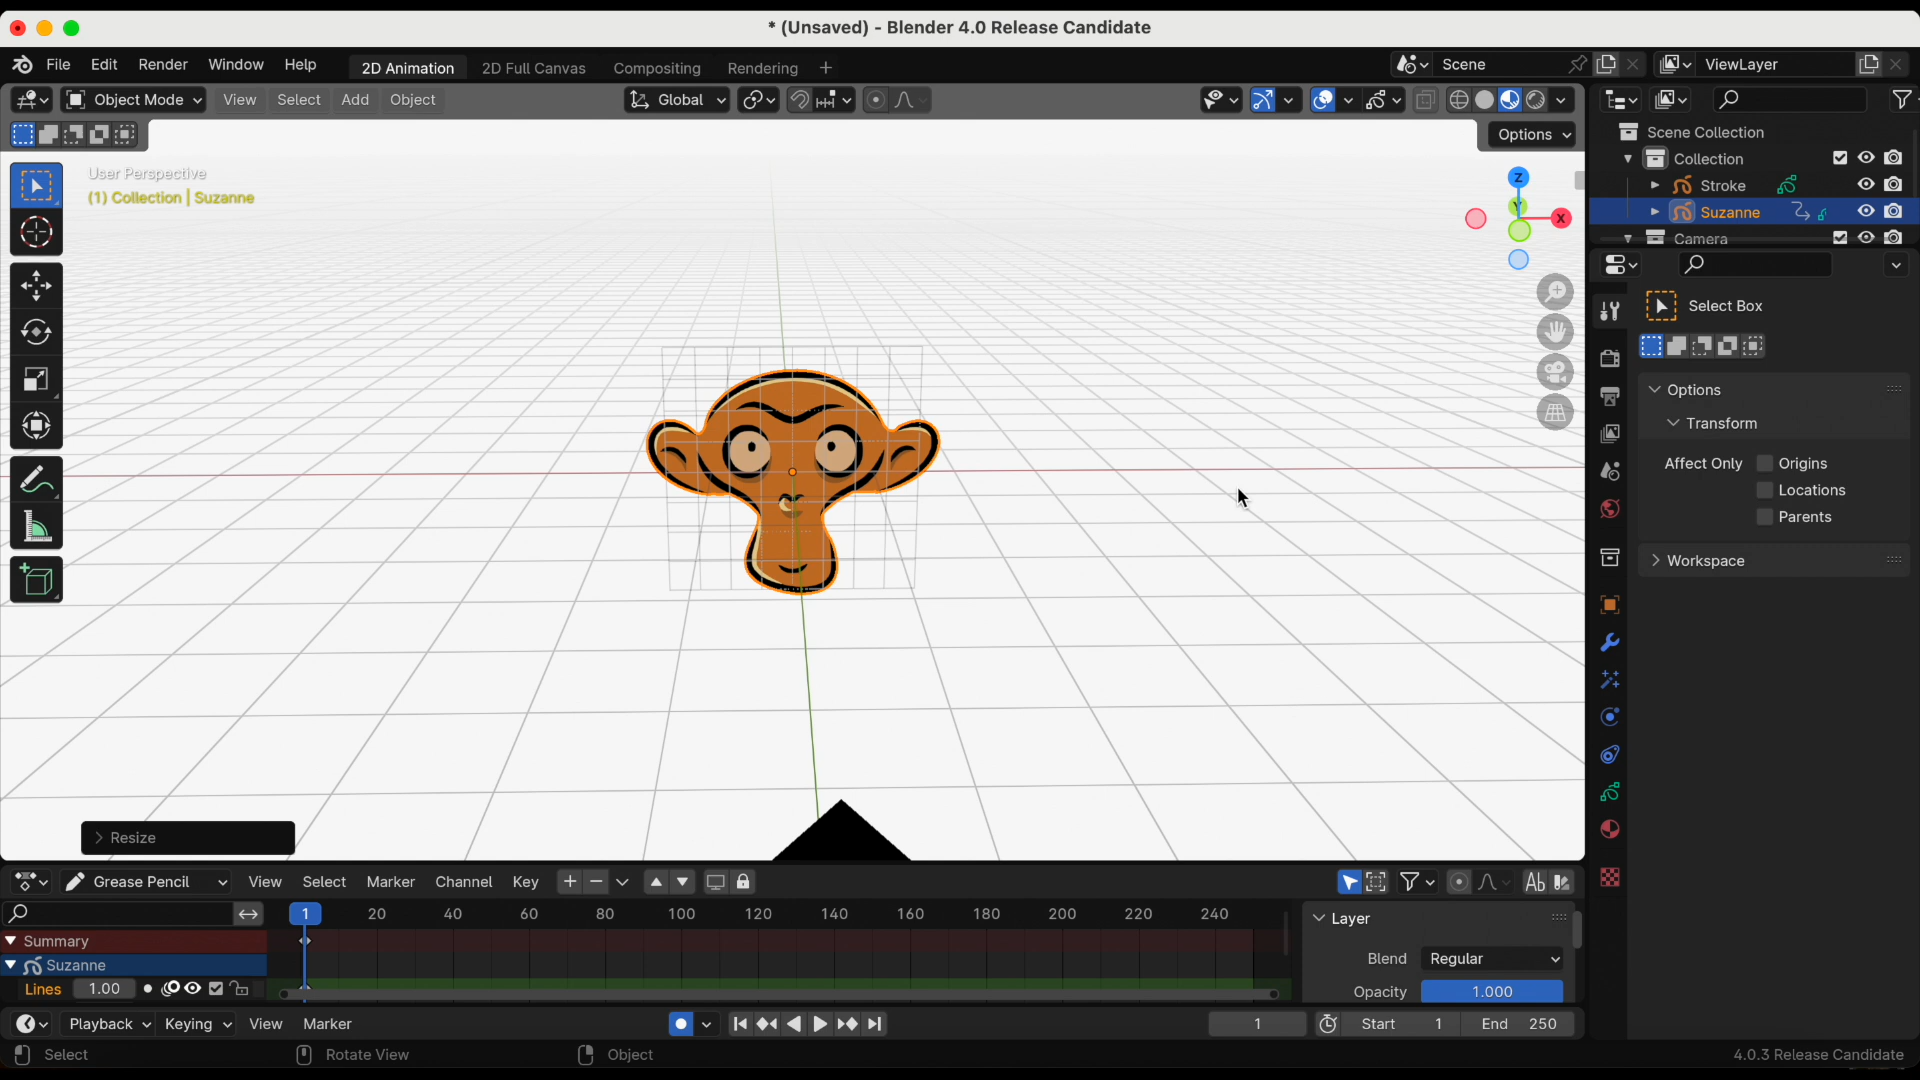 * (Unsaved) - Blender 4.0 Release Candidate
File Edit Render Window Help 2D Animation 2D Full Canvas Compositing Rendering + Scene ViewLayer
Object Mode View Select Add Object Global
Options
User Perspective
(1) Collection | Suzanne
Z
Y
X
Scene Collection
Collection
Stroke
Suzanne
Camera
Select Box
Options
Transform
Affect Only Origins
Locations
Parents
Workspace
Resize
Grease Pencil View Select Marker Channel Key
1 20 40 60 80 100 120 140 160 180 200 220 240
Summary
Suzanne
Lines 1.00
Layer
Blend Regular
Opacity 1.000
Playback Keying View Marker 1 Start 1 End 250
Select Rotate View Object 4.0.3 Release Candidate